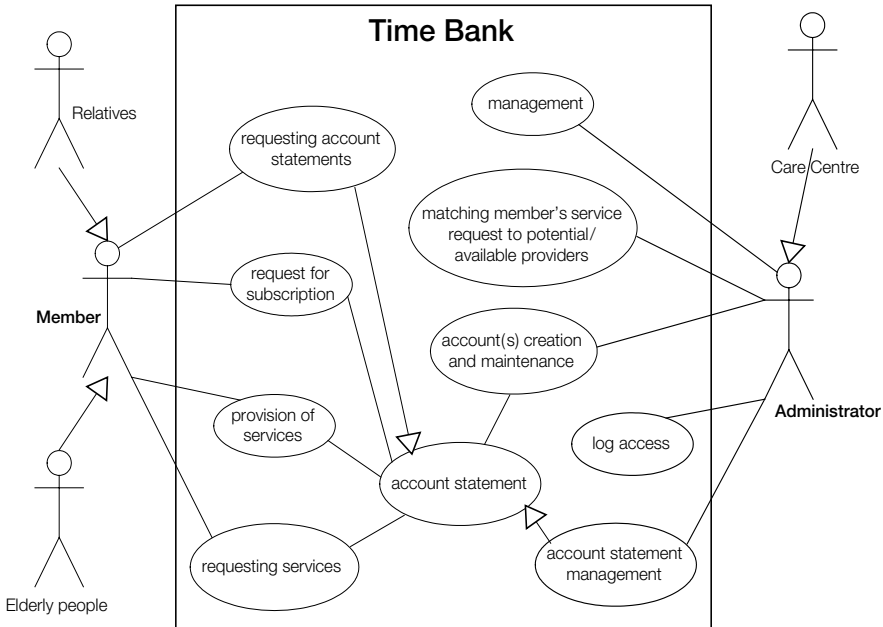 Time Bank
Relatives
Care Centre
management
requesting account
statements
matching member's service
request to potential/
available providers
request for
subscription
Member
account(s) creation
and maintenance
Administrator
provision of
services
log access
account statement
requesting services
account statement
management
Elderly people